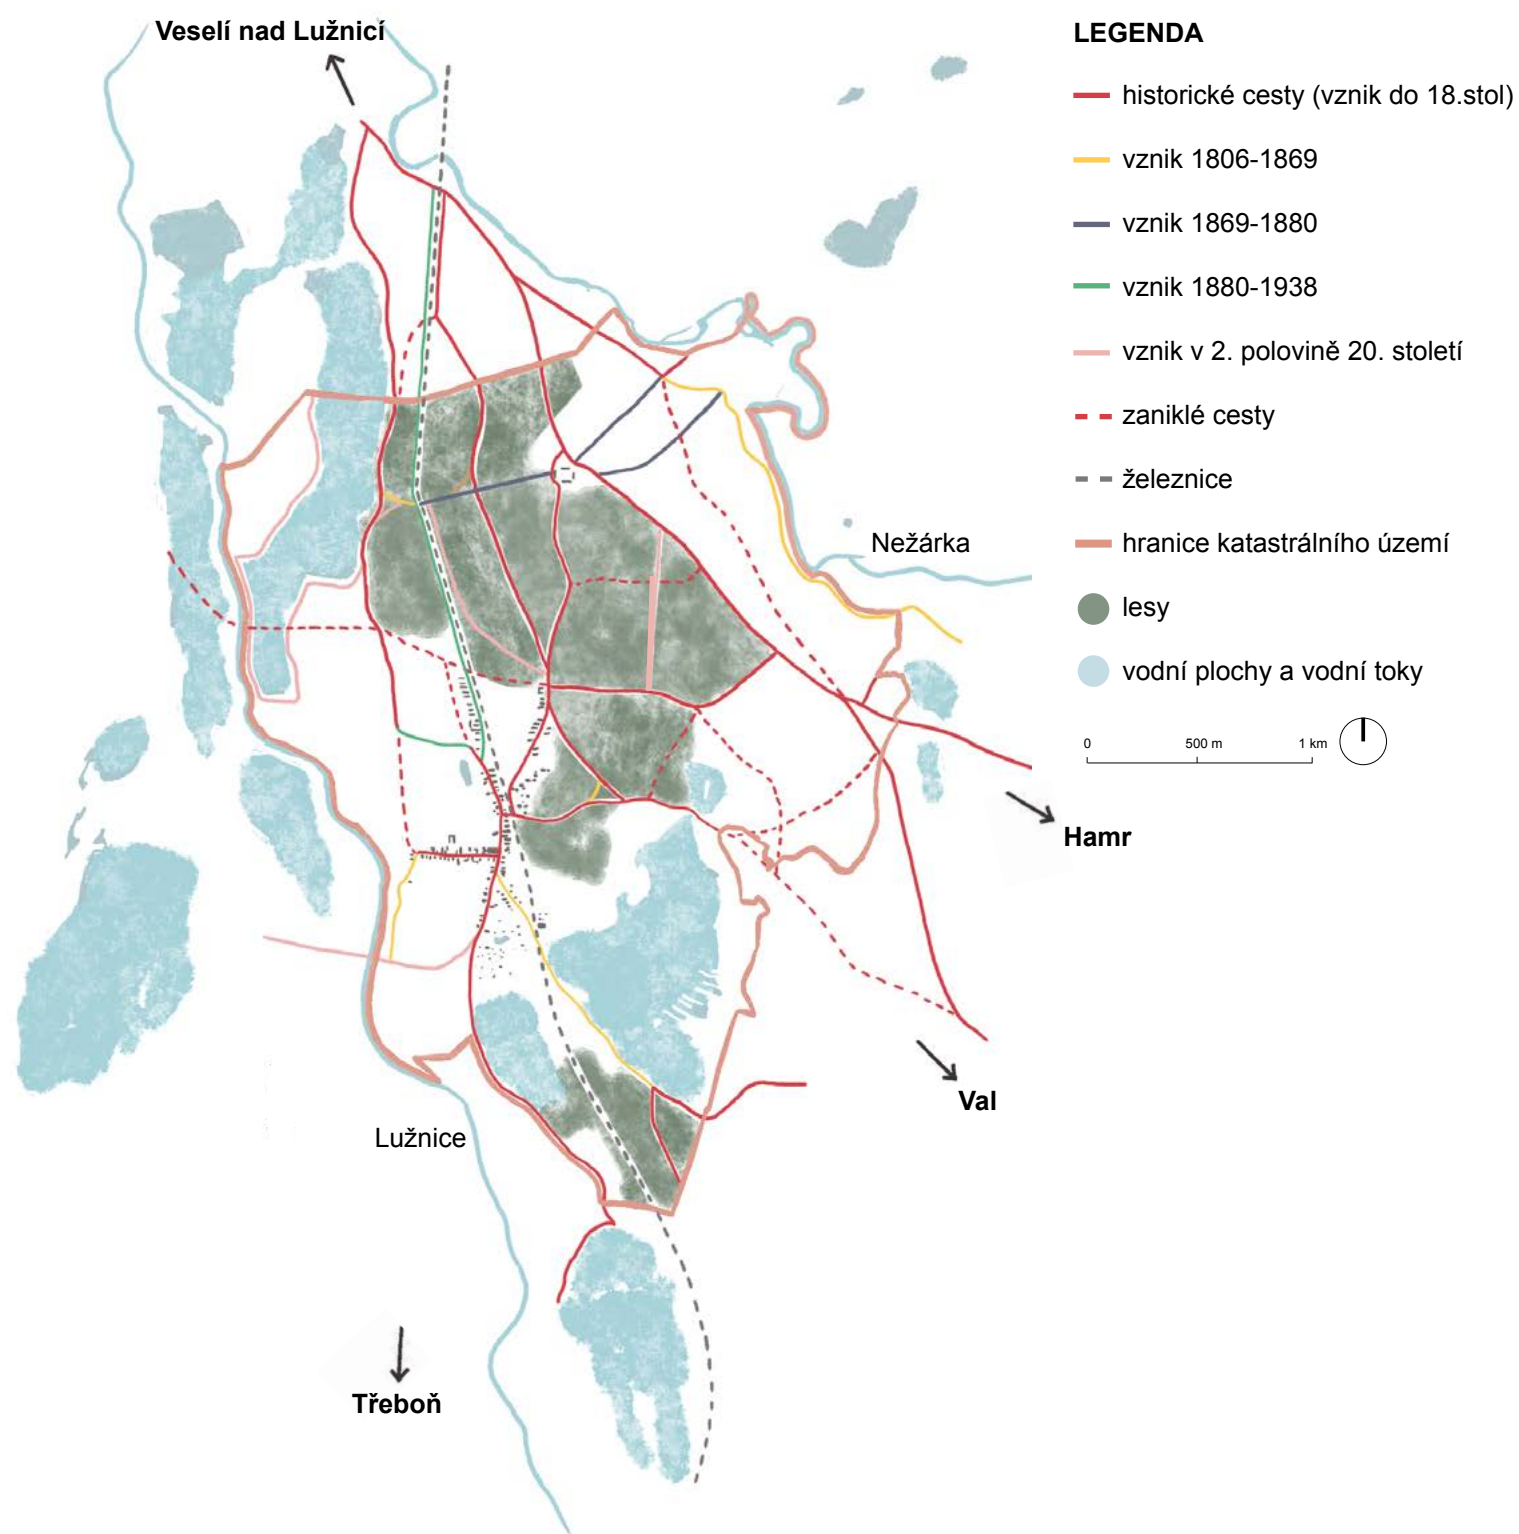 Veselí nad Lužnicí
LEGENDA
historické cesty (vznik do 18.stol)
vznik 1806-1869
vznik 1869-1880
vznik 1880-1938
vznik v 2. polovině 20. století
zaniklé cesty
železnice
hranice katastrálního území
lesy
vodní plochy a vodní toky
0 500 m 1 km
Nežárka
Hamr
Val
Lužnice
Třeboň